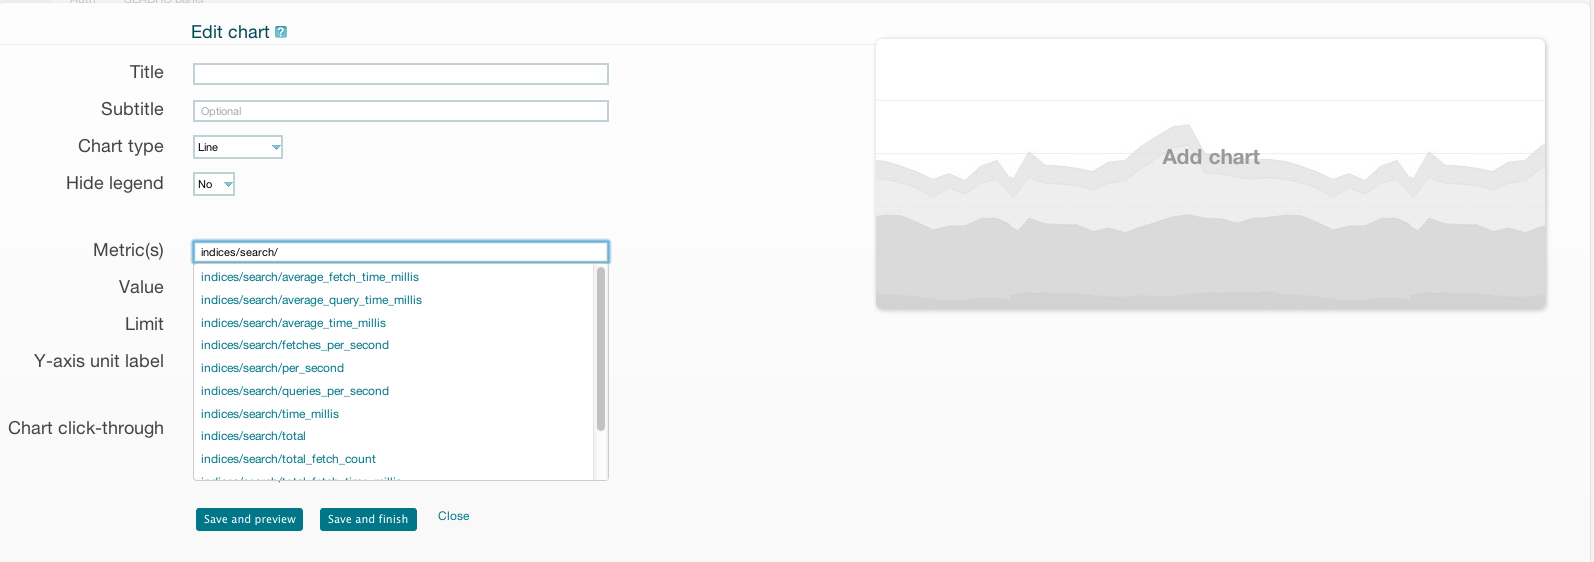 Edit chart ?
Title
Subtitle
Optional
Chart type
Line
Hide legend
No
Metric(s)
indices/search/
indices/search/average_fetch_time_millis
indices/search/average_query_time_millis
indices/search/average_time_millis
indices/search/fetches_per_second
indices/search/per_second
indices/search/queries_per_second
indices/search/time_millis
indices/search/total
indices/search/total_fetch_count
Value
Limit
Y-axis unit label
Chart click-through
Save and preview
Save and finish
Close
Add chart